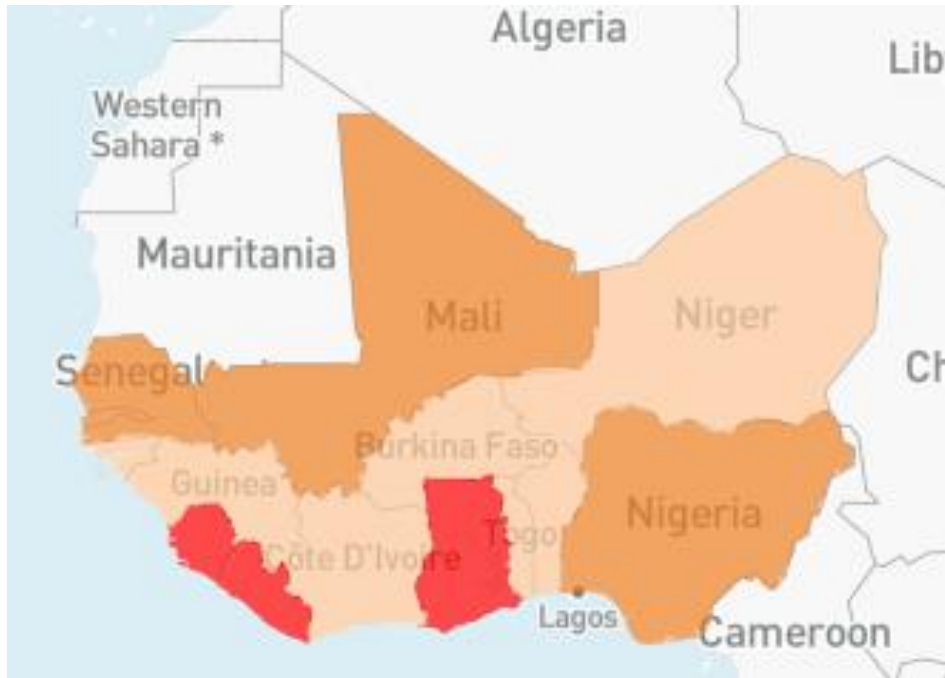 Algeria
Lib
Western
Sahara *
Mauritania
Mali
Niger
Senegal
Ch
Burkina Faso
Guinea
Nigeria
Togo
Côte D'Ivoire
Lagos
Cameroon